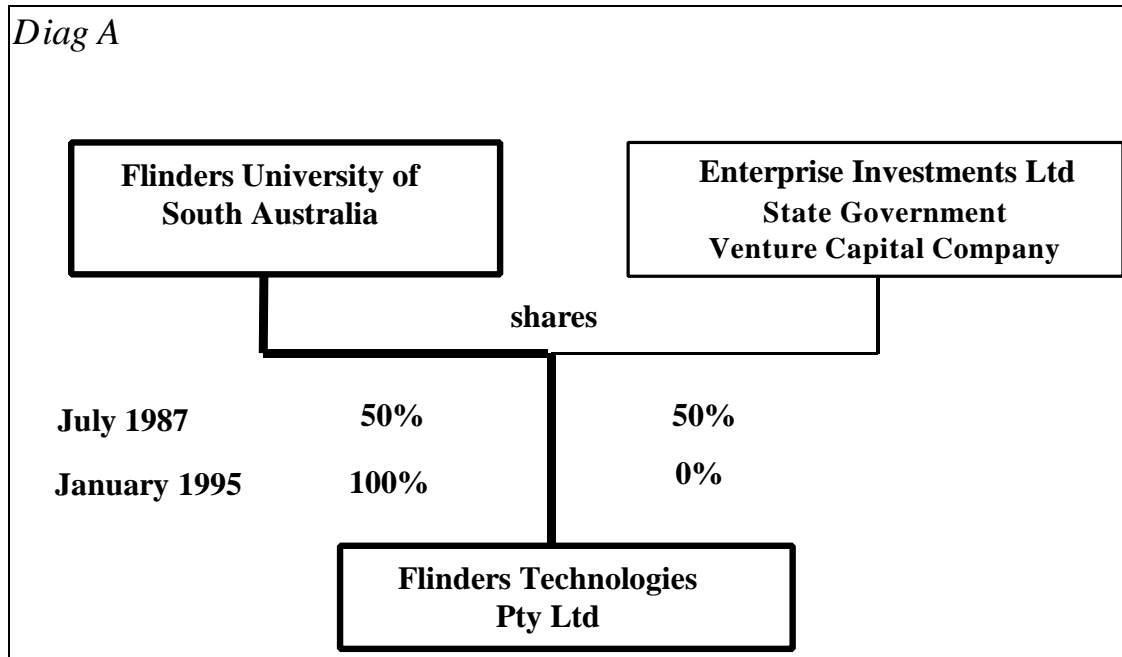 Diag A
Flinders University of
South Australia
Enterprise Investments Ltd
State Government
Venture Capital Company
shares
July 1987 50% 50%
January 1995 100% 0%
Flinders Technologies
Pty Ltd